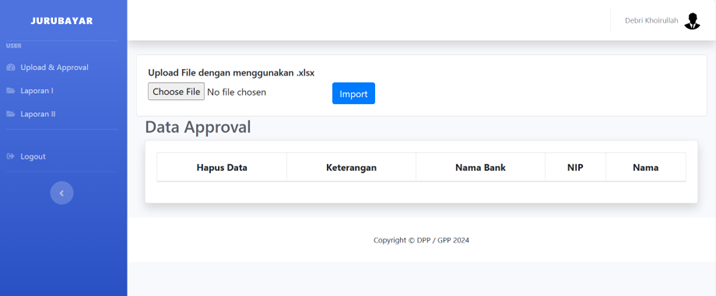 JURUBAYAR
Debri Khoirullah
USER
Upload & Approval
Laporan I
Laporan II
Logout
Upload File dengan menggunakan .xlsx
Choose File No file chosen
Import
Data Approval
Hapus Data Keterangan Nama Bank NIP Nama
Copyright © DPP / GPP 2024